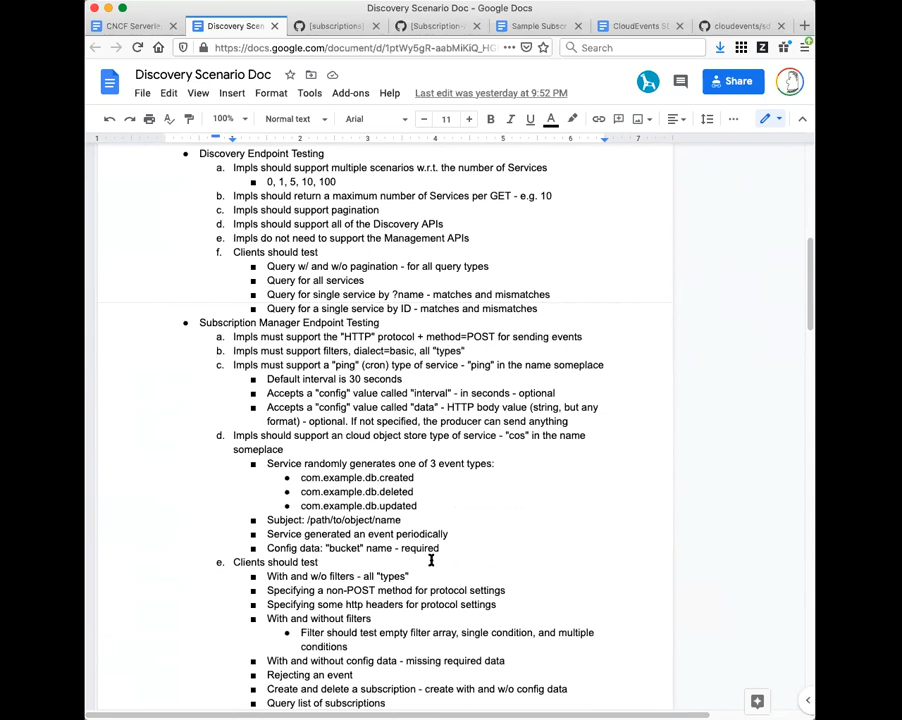 Discovery Scenario Doc - Google Docs
CNCF Serverle
Discovery Scen
[subscriptions]
[Subscription
Sample Subscr
CloudEvents S
cloudevents/sd
https://docs.google.com/document/d/1ptWy5gR-aabMiKiQ_HG
Search
Discovery Scenario Doc
Share
File Edit View Insert Format Tools Add-ons Help Last edit was yesterday at 9:52 PM
100% Normal text Arial 11 B I U A
1 1 2 3 4 5 6 7
● Discovery Endpoint Testing
a. Impls should support multiple scenarios w.r.t. the number of Services
■ 0, 1, 5, 10, 100
b. Impls should return a maximum number of Services per GET - e.g. 10
c. Impls should support pagination
d. Impls should support all of the Discovery APIs
e. Impls do not need to support the Management APIs
f. Clients should test
■ Query w/ and w/o pagination - for all query types
■ Query for all services
■ Query for single service by ?name - matches and mismatches
■ Query for a single service by ID - matches and mismatches
● Subscription Manager Endpoint Testing
a. Impls must support the "HTTP" protocol + method=POST for sending events
b. Impls must support filters, dialect=basic, all "types"
c. Impls must support a "ping" (cron) type of service - "ping" in the name someplace
■ Default interval is 30 seconds
■ Accepts a "config" value called "interval" - in seconds - optional
■ Accepts a "config" value called "data" - HTTP body value (string, but any
format) - optional. If not specified, the producer can send anything
d. Impls should support an cloud object store type of service - "cos" in the name
someplace
■ Service randomly generates one of 3 event types:
● com.example.db.created
● com.example.db.deleted
● com.example.db.updated
■ Subject: /path/to/object/name
■ Service generated an event periodically
■ Config data: "bucket" name - required
e. Clients should test
■ With and w/o filters - all "types"
■ Specifying a non-POST method for protocol settings
■ Specifying some http headers for protocol settings
■ With and without filters
● Filter should test empty filter array, single condition, and multiple
conditions
■ With and without config data - missing required data
■ Rejecting an event
■ Create and delete a subscription - create with and w/o config data
■ Query list of subscriptions